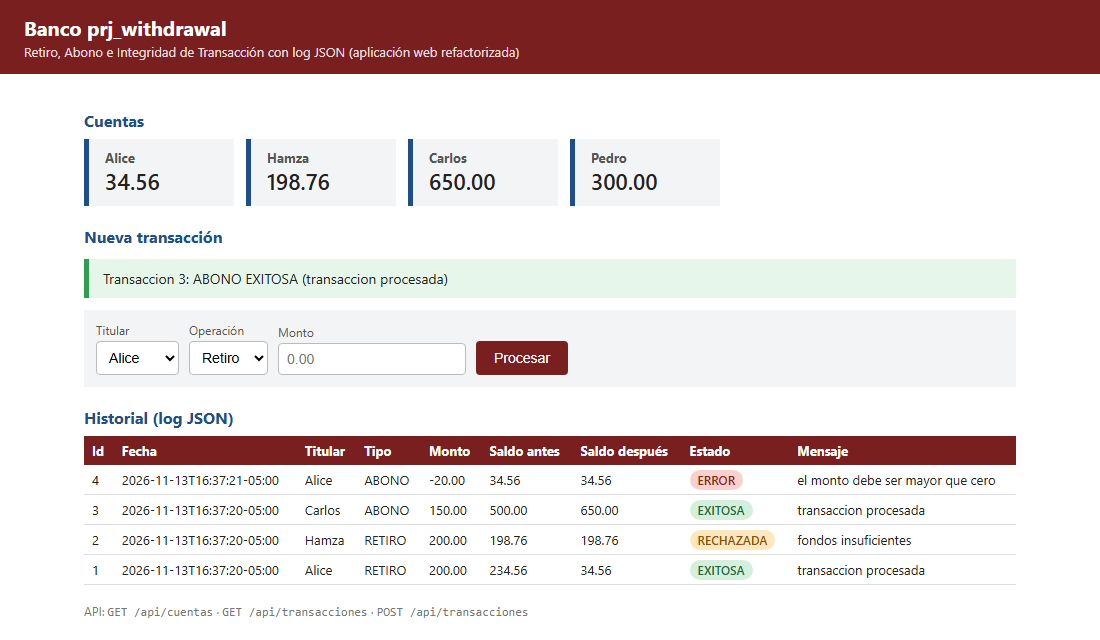 Banco prj_withdrawal
Retiro, Abono e Integridad de Transacción con log JSON (aplicación web refactorizada)
Cuentas
Alice Hamza Carlos Pedro
34.56 198.76 650.00 300.00
Nueva transacción
Transaccion 3: ABONO EXITOSA (transaccion procesada)
Titular Operación Monto
Alice Retiro 0.00 Procesar
Historial (log JSON)
Id Fecha Titular Tipo Monto Saldo antes Saldo después Estado Mensaje
4 2026-11-13T16:37:21-05:00 Alice ABONO -20.00 34.56 34.56 ERROR el monto debe ser mayor que cero
3 2026-11-13T16:37:20-05:00 Carlos ABONO 150.00 500.00 650.00 EXITOSA transaccion procesada
2 2026-11-13T16:37:20-05:00 Hamza RETIRO 200.00 198.76 198.76 RECHAZADA fondos insuficientes
1 2026-11-13T16:37:20-05:00 Alice RETIRO 200.00 234.56 34.56 EXITOSA transaccion procesada
API: GET /api/cuentas · GET /api/transacciones · POST /api/transacciones